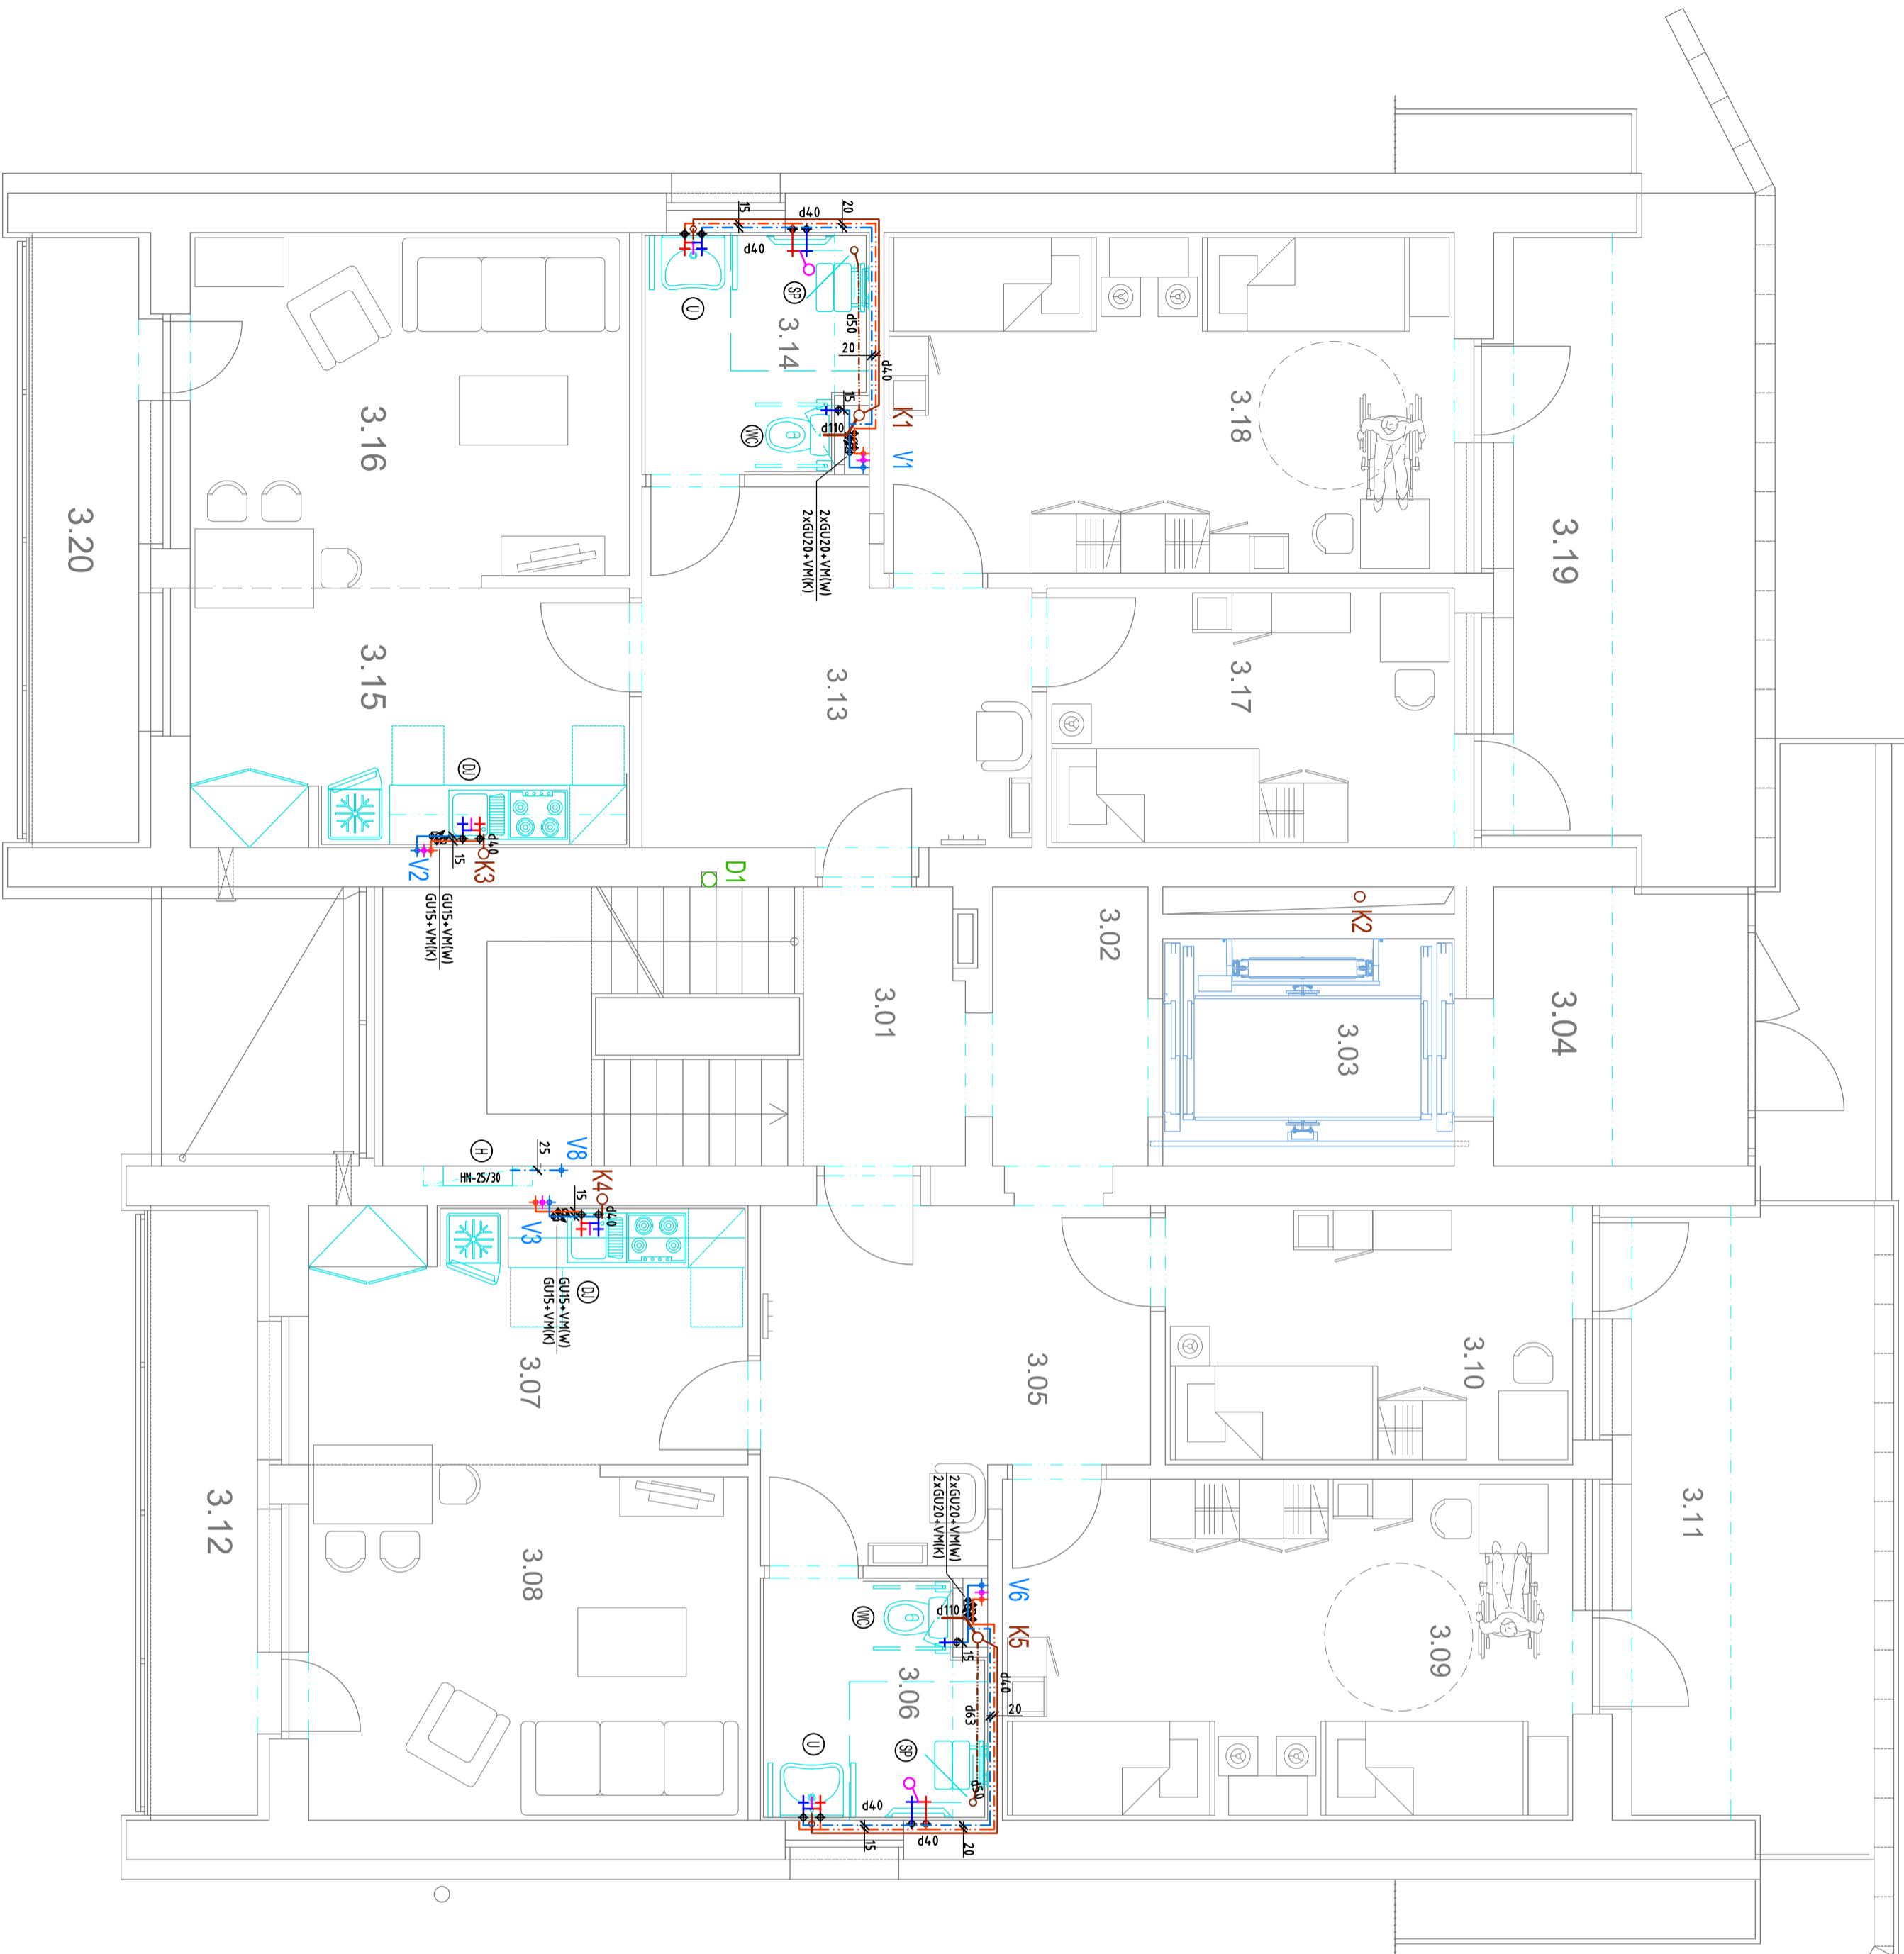 3.20
3.16
3.15
3.14
3.13
3.18
3.17
3.19
3.01
3.02
3.03
3.04
3.05
3.06
3.07
3.08
3.09
3.10
3.11
3.12
K1
V1
d110
15
d40
20
d50
SP
WC
U
15
d40
d40
20
2xGU20+VM(W)
2xGU20+VM(K)
DJ
d40
15
K3
V2
GU15+VM(W)
GU15+VM(K)
D1
K2
V8
25
H
HN-25/30
K4
15
d40
V3
DJ
GU15+VM(W)
GU15+VM(K)
2xGU20+VM(W)
2xGU20+VM(K)
V6
K5
d110
15
WC
d40
d63
20
d50
SP
U
d40
15
d40
20